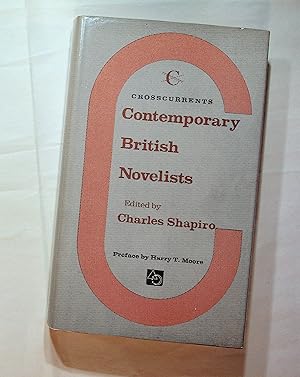 C
CROSSCURRENTS
Contemporary
British
Novelists
Edited by
Charles Shapiro
Preface by Harry T. Moore